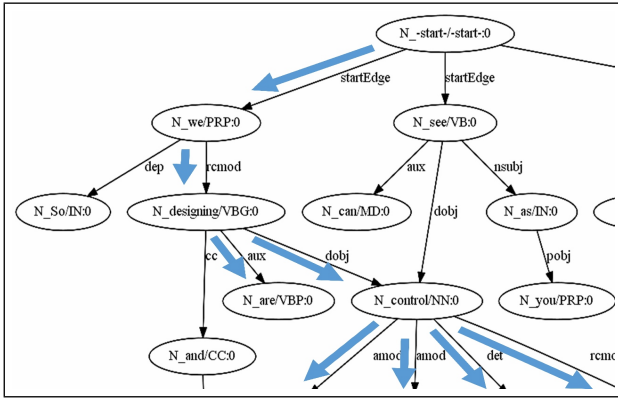 N_-start-/-start-:0
startEdge startEdge
N_we/PRP:0 N_see/VB:0
dep rcmod aux nsubj
N_So/IN:0 N_designing/VBG:0 N_can/MD:0 dobj N_as/IN:0
cc aux dobj pobj
N_are/VBP:0 N_control/NN:0 N_you/PRP:0
N_and/CC:0 amod amod det rcmo